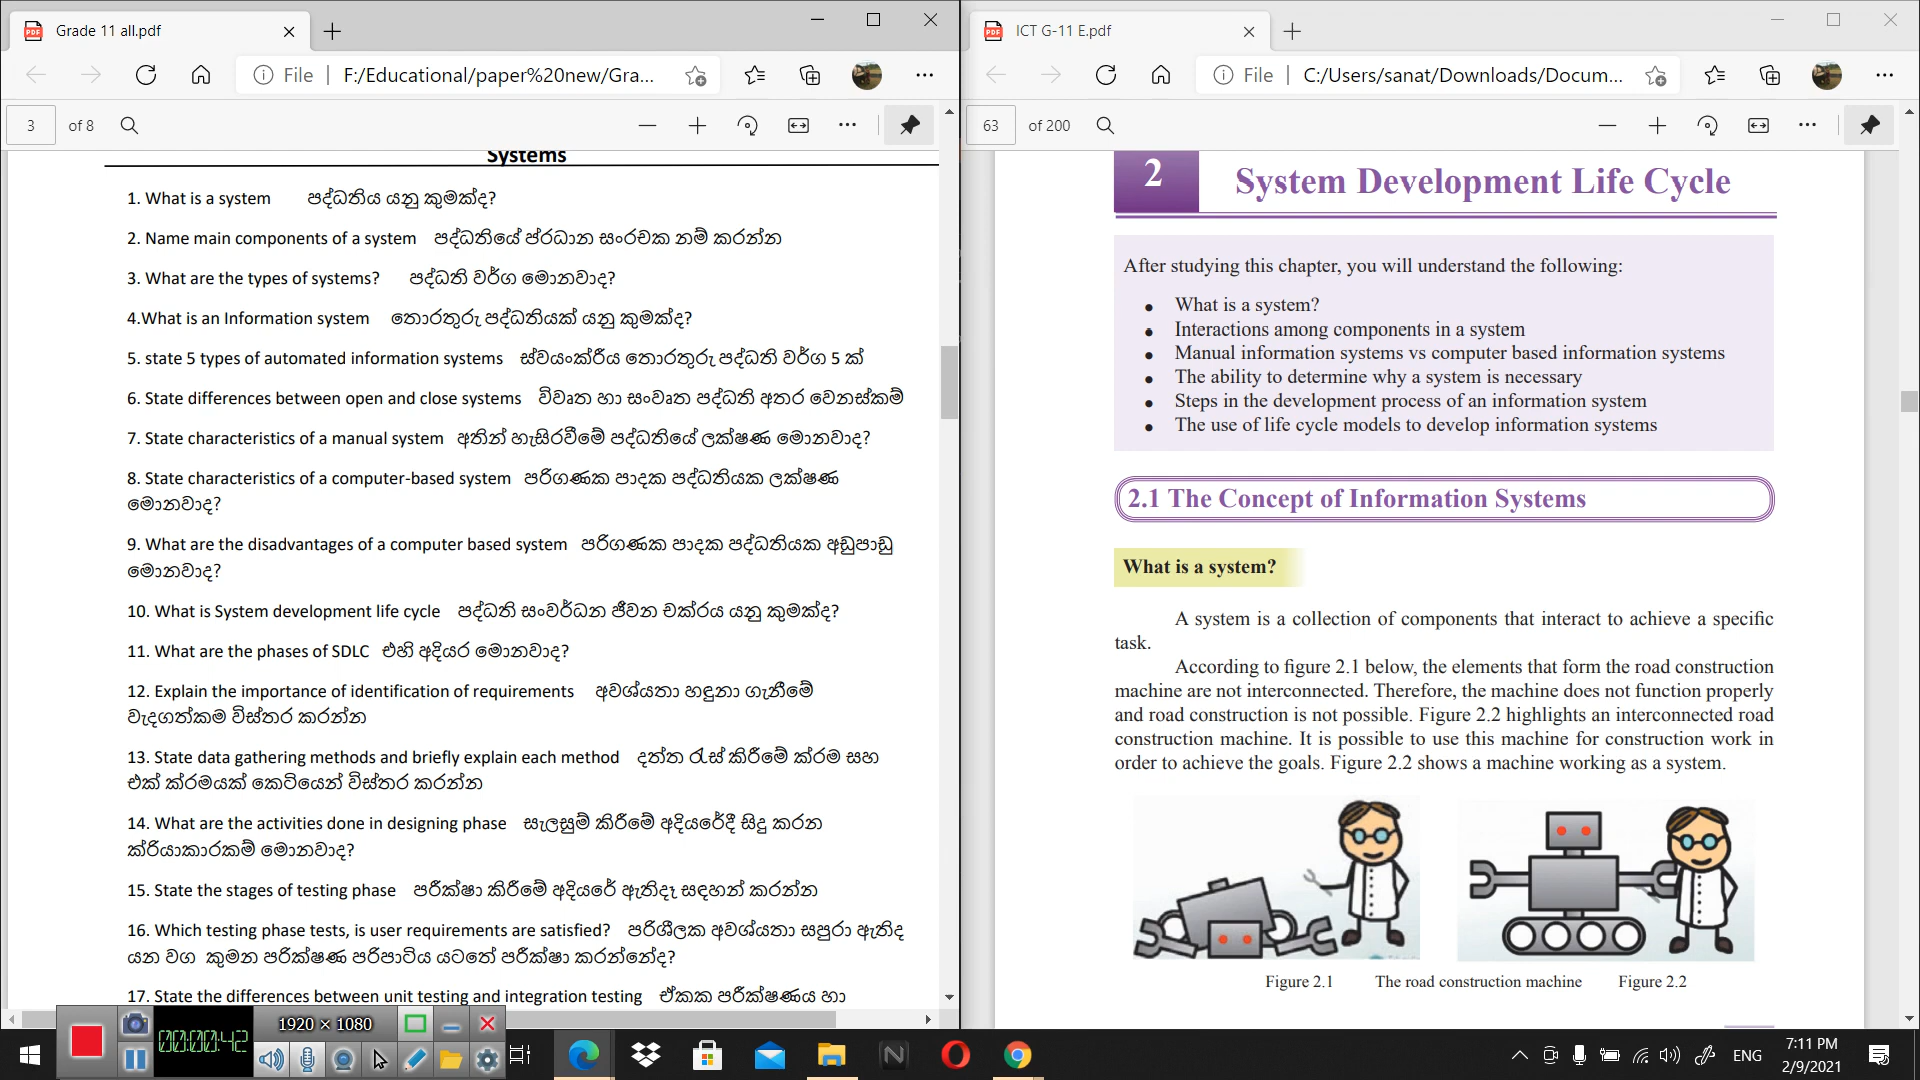 Grade 11 all.pdf
File
F:/Educational/paper%20new/Gra...
3 of 8
Systems
1. What is a system පද්ධතිය යනු කුමක්ද?
2. Name main components of a system පද්ධතියේ ප්රධාන සංරචක නම් කරන්න
3. What are the types of systems? පද්ධති වර්ග මොනවාද?
4.What is an Information system තොරතුරු පද්ධතියක් යනු කුමක්ද?
5. state 5 types of automated information systems ස්වයංක්රීය තොරතුරු පද්ධති වර්ග 5 ක්
6. State differences between open and close systems විවෘත හා සංවෘත පද්ධති අතර වෙනස්කම්
7. State characteristics of a manual system අතින් හැසිරවීමේ පද්ධතියේ ලක්ෂණ මොනවාද?
8. State characteristics of a computer-based system පරිගණක පාදක පද්ධතියක ලක්ෂණ
මොනවාද?
9. What are the disadvantages of a computer based system පරිගණක පාදක පද්ධතියක අඩුපාඩු
මොනවාද?
10. What is System development life cycle පද්ධති සංවර්ධන ජීවන චක්රය යනු කුමක්ද?
11. What are the phases of SDLC එහි අදියර මොනවාද?
12. Explain the importance of identification of requirements අවශ්යතා හඳුනා ගැනීමේ
වැදගත්කම විස්තර කරන්න
13. State data gathering methods and briefly explain each method දත්ත රැස් කිරීමේ ක්රම සහ
එක් ක්රමයක් කෙටියෙන් විස්තර කරන්න
14. What are the activities done in designing phase සැලසුම් කිරීමේ අදියරේදී සිදු කරන
ක්රියාකාරකම් මොනවාද?
15. State the stages of testing phase පරීක්ෂා කිරීමේ අදියරේ ඇතිදෑ සඳහන් කරන්න
16. Which testing phase tests, is user requirements are satisfied? පරිශීලක අවශ්යතා සපුරා ඇතිද
යන වග කුමන පරික්ෂණ පරිපාටිය යටතේ පරීක්ෂා කරන්නේද?
17. State the differences between unit testing and integration testing ඒකක පරීක්ෂණය හා
ICT G-11 E.pdf
File
C:/Users/sanat/Downloads/Docum...
63 of 200
2 System Development Life Cycle
After studying this chapter, you will understand the following:
• What is a system?
• Interactions among components in a system
• Manual information systems vs computer based information systems
• The ability to determine why a system is necessary
• Steps in the development process of an information system
• The use of life cycle models to develop information systems
2.1 The Concept of Information Systems
What is a system?
A system is a collection of components that interact to achieve a specific
task.
According to figure 2.1 below, the elements that form the road construction
machine are not interconnected. Therefore, the machine does not function properly
and road construction is not possible. Figure 2.2 highlights an interconnected road
construction machine. It is possible to use this machine for construction work in
order to achieve the goals. Figure 2.2 shows a machine working as a system.
Figure 2.1 The road construction machine Figure 2.2
1920 × 1080
00:00:42
ENG
7:11 PM
2/9/2021